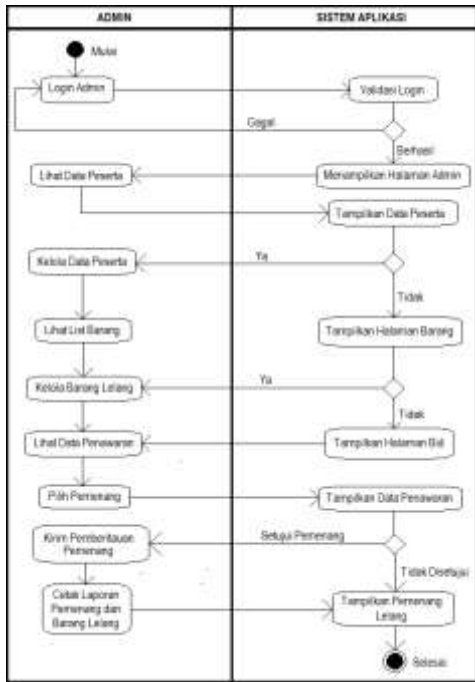 ADMIN
SISTEM APLIKASI
Mulai
Login Admin
Validasi Login
Gagal
Berhasil
Lihat Data Peserta
Menampilkan Halaman Admin
Tampilkan Data Peserta
Kelola Data Peserta
Ya
Tidak
Lihat List Barang
Tampilkan Halaman Barang
Kelola Barang Lelang
Ya
Tidak
Lihat Data Penawaran
Tampilkan Halaman Bid
Pilih Pemenang
Tampilkan Data Penawaran
Kirim Pemberitauan
Pemenang
Setujui Pemenang
Tidak Disetujui
Cetak Laporan
Pemenang dan
Barang Lelang
Tampilkan Pemenang
Lelang
Selesai